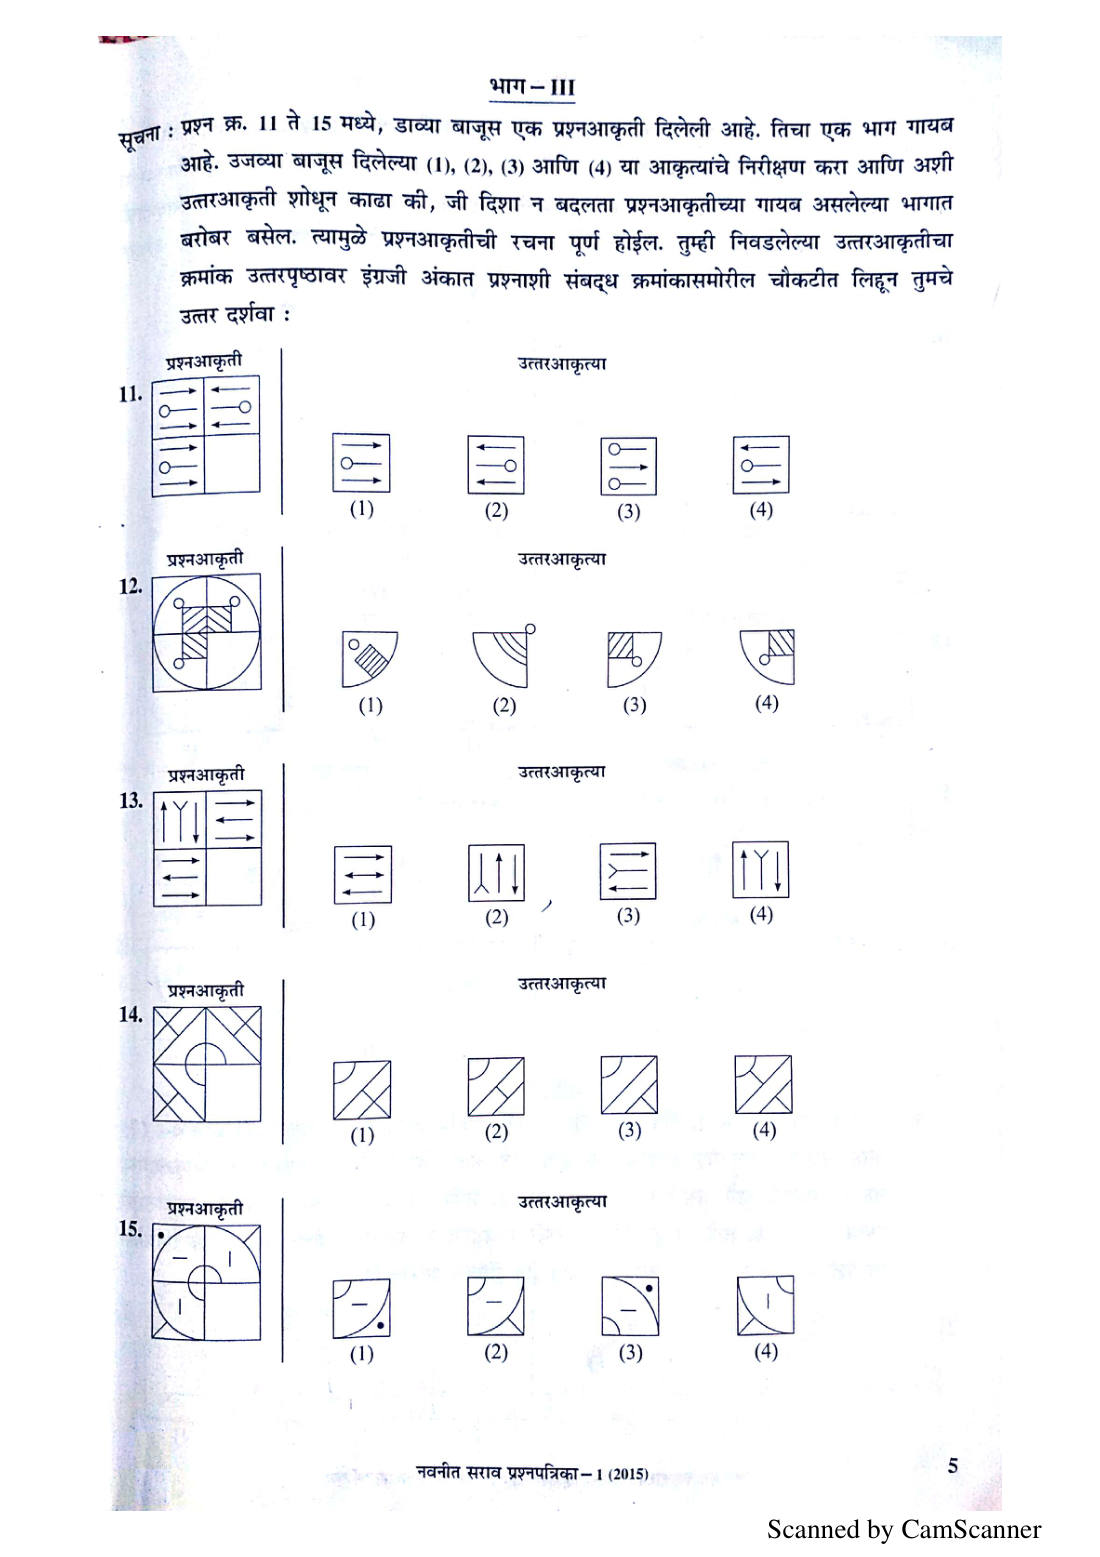 भाग – III
सूचना : प्रश्न क्र. 11 ते 15 मध्ये, डाव्या बाजूस एक प्रश्नआकृती दिलेली आहे. तिचा एक भाग गायब
आहे. उजव्या बाजूस दिलेल्या (1), (2), (3) आणि (4) या आकृत्यांचे निरीक्षण करा आणि अशी
उत्तरआकृती शोधून काढा की, जी दिशा न बदलता प्रश्नआकृतीच्या गायब असलेल्या भागात
बरोबर बसेल. त्यामुळे प्रश्नआकृतीची रचना पूर्ण होईल. तुम्ही निवडलेल्या उत्तरआकृतीचा
क्रमांक उत्तरपृष्ठावर इंग्रजी अंकात प्रश्नाशी संबद्ध क्रमांकासमोरील चौकटीत लिहून तुमचे
उत्तर दर्शवा :
प्रश्नआकृती उत्तरआकृत्या
11.
(1) (2) (3) (4)
प्रश्नआकृती उत्तरआकृत्या
12.
(1) (2) (3) (4)
प्रश्नआकृती उत्तरआकृत्या
13.
(1) (2) (3) (4)
प्रश्नआकृती उत्तरआकृत्या
14.
(1) (2) (3) (4)
प्रश्नआकृती उत्तरआकृत्या
15.
(1) (2) (3) (4)
नवनीत सराव प्रश्नपत्रिका – 1 (2015) 5
Scanned by CamScanner